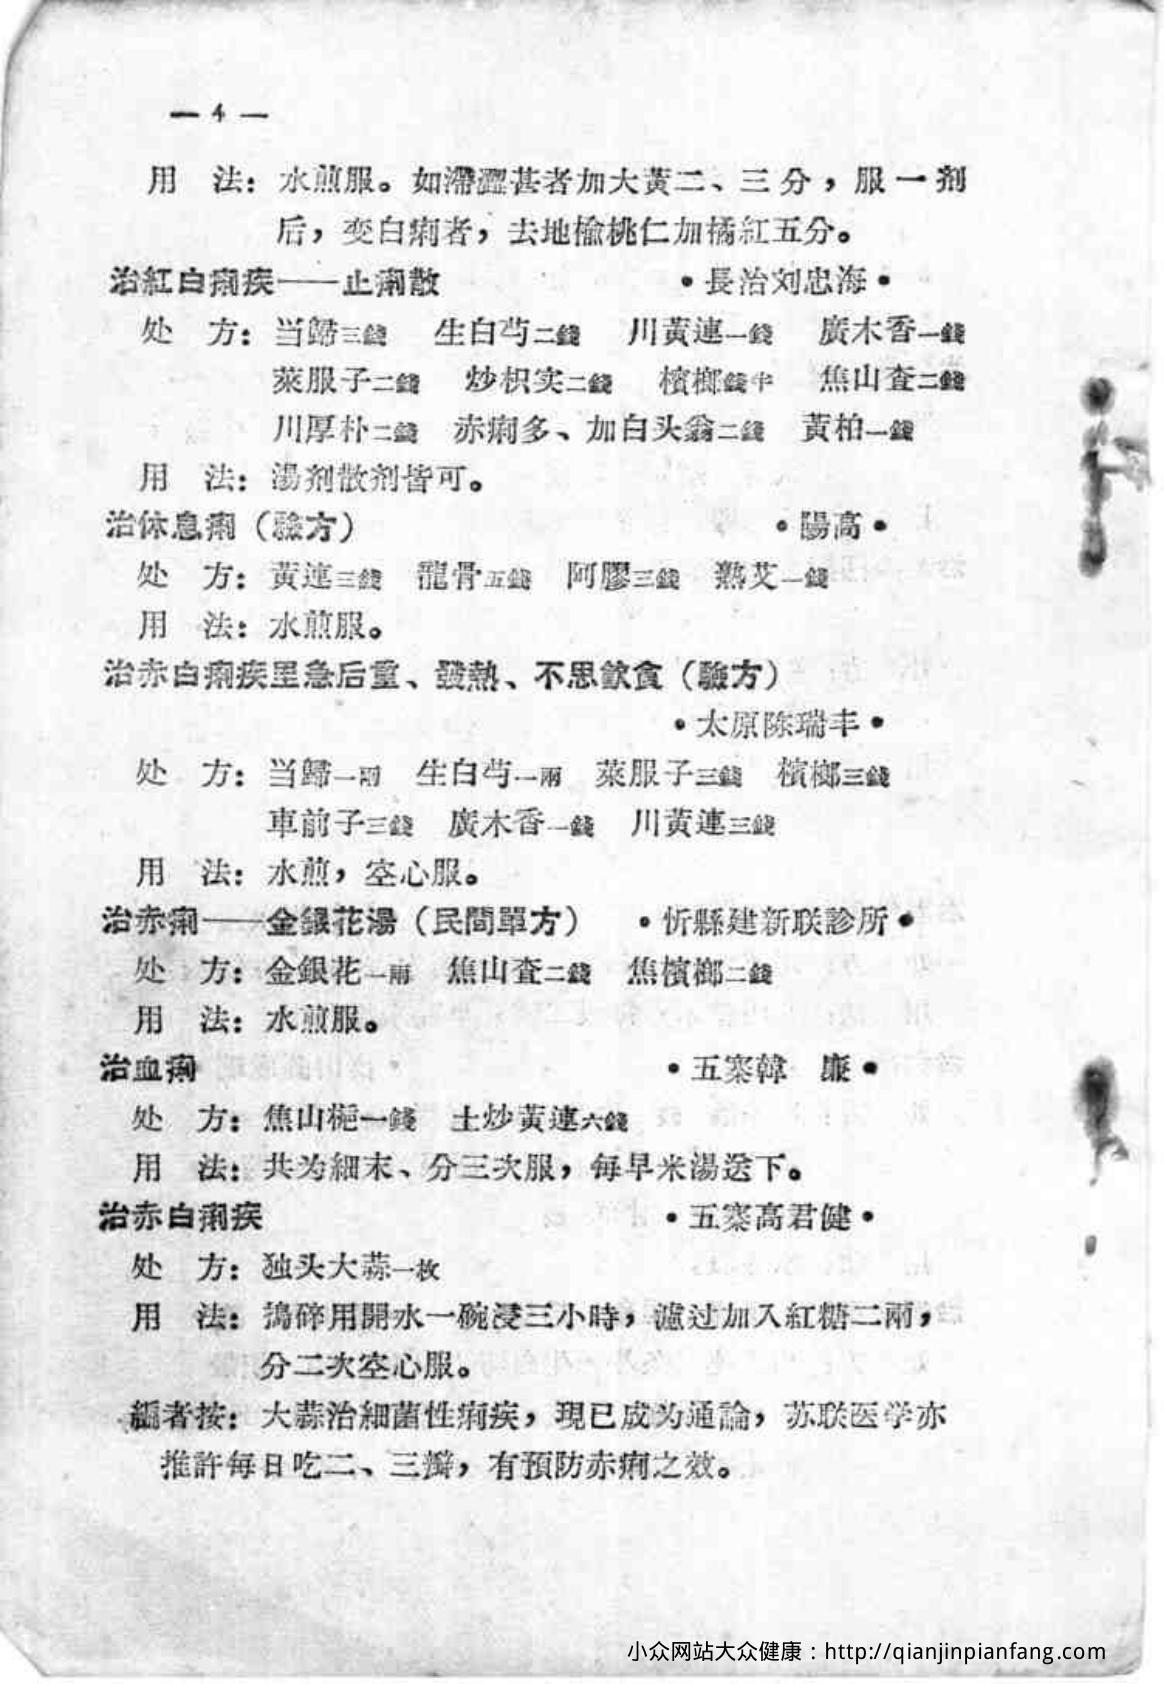 — 4 —
用　法：水煎服。如滯澀甚者加大黃二、三分，服一剂
后，变白痢者，去地榆桃仁加橘紅五分。
治紅白痢疾——止痢散　•長治刘忠海•
处　方：当歸三錢　生白芍二錢　川黃連一錢　廣木香一錢
萊服子二錢　炒枳实二錢　檳榔錢半　焦山查二錢
川厚朴二錢　赤痢多、加白头翁二錢　黃柏一錢
用　法：湯剂散剂皆可。
治休息痢（驗方）　•陽高•
处　方：黃連三錢　龍骨五錢　阿膠三錢　熟艾一錢
用　法：水煎服。
治赤白痢疾里急后重、發熱、不思飲食（驗方）
•太原陈瑞丰•
处　方：当歸一兩　生白芍一兩　萊服子三錢　檳榔三錢
車前子三錢　廣木香一錢　川黃連三錢
用　法：水煎，空心服。
治赤痢——金銀花湯（民間單方）　•忻縣建新联診所•
处　方：金銀花一兩　焦山查二錢　焦檳榔二錢
用　法：水煎服。
治血痢　•五寨韓　廉•
处　方：焦山栀一錢　土炒黃連六錢
用　法：共为細末、分三次服，每早米湯送下。
治赤白痢疾　•五寨高君健•
处　方：独头大蒜一枚
用　法：搗碎用開水一碗浸三小時，濾过加入紅糖二兩，
分二次空心服。
編者按：大蒜治細菌性痢疾，現已成为通論，苏联医学亦
推許每日吃二、三瓣，有預防赤痢之效。
小众网站大众健康：http://qianjinpianfang.com